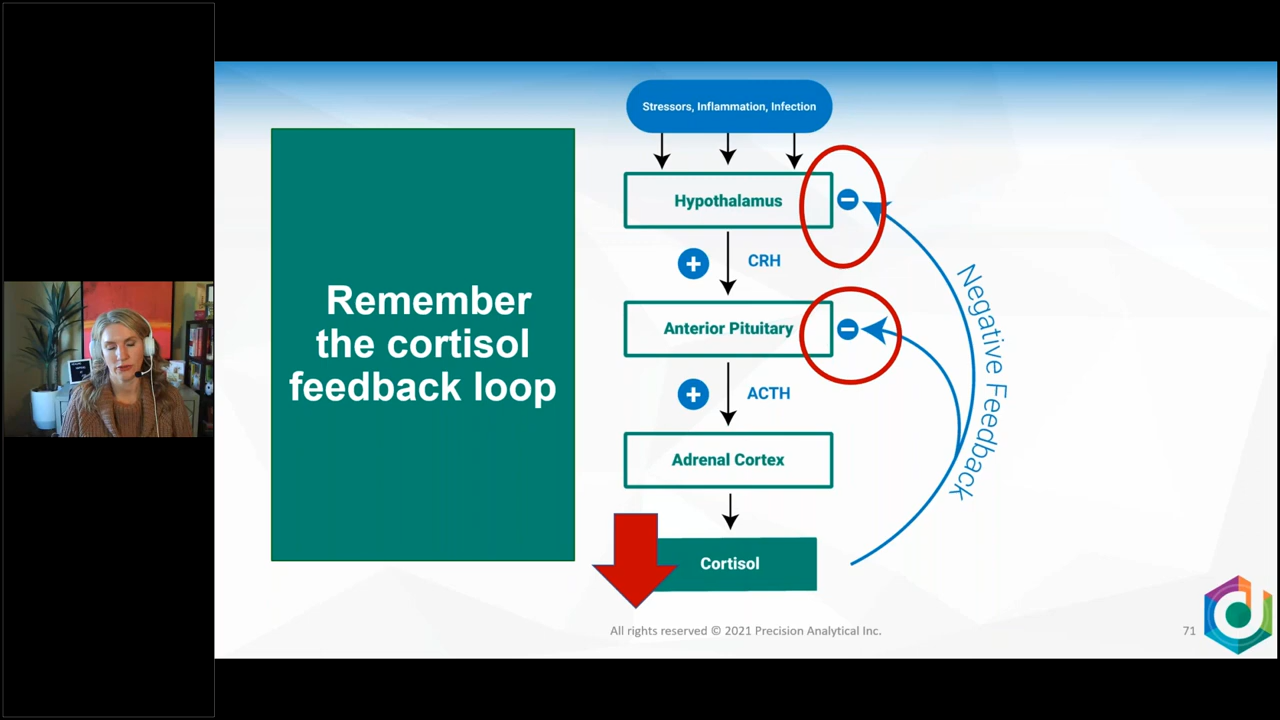 Stressors, Inflammation, Infection
Remember
the cortisol
feedback loop
Hypothalamus
CRH
Anterior Pituitary
ACTH
Adrenal Cortex
Cortisol
Negative Feedback
All rights reserved © 2021 Precision Analytical Inc.
71